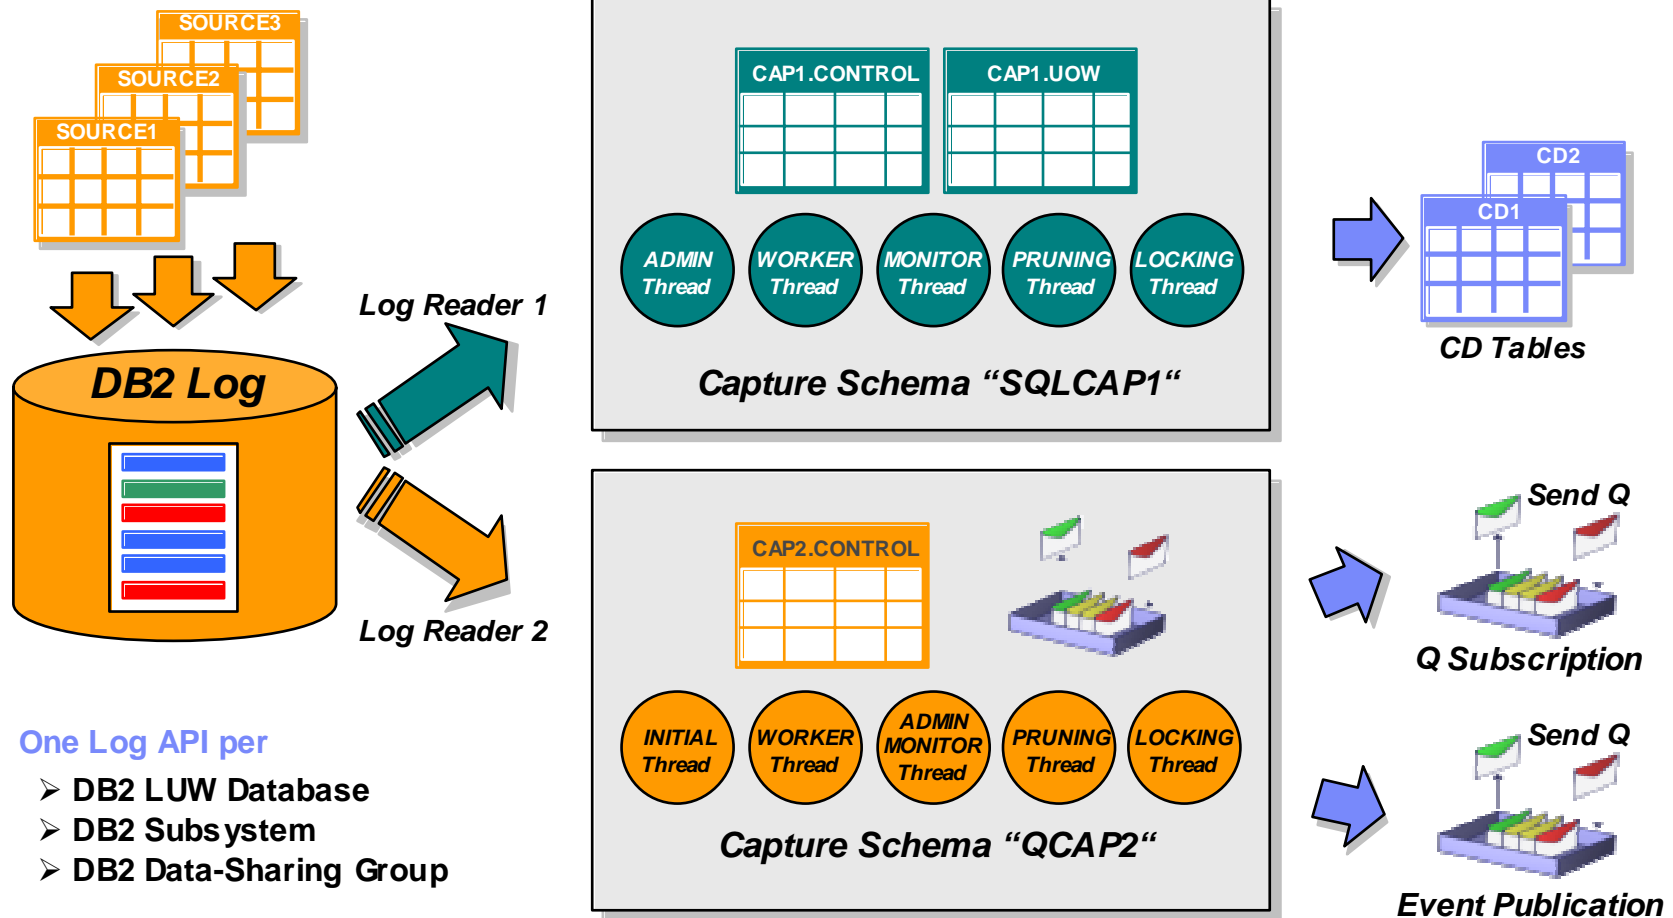 SOURCE3
SOURCE2
SOURCE1
DB2 Log
Log Reader 1
Log Reader 2
One Log API per
➢ DB2 LUW Database
➢ DB2 Subsystem
➢ DB2 Data-Sharing Group
CAP1.CONTROL
CAP1.UOW
ADMIN
Thread
WORKER
Thread
MONITOR
Thread
PRUNING
Thread
LOCKING
Thread
Capture Schema “SQLCAP1“
CD2
CD1
CD Tables
CAP2.CONTROL
INITIAL
Thread
WORKER
Thread
ADMIN
MONITOR
Thread
PRUNING
Thread
LOCKING
Thread
Capture Schema “QCAP2“
Send Q
Q Subscription
Send Q
Event Publication